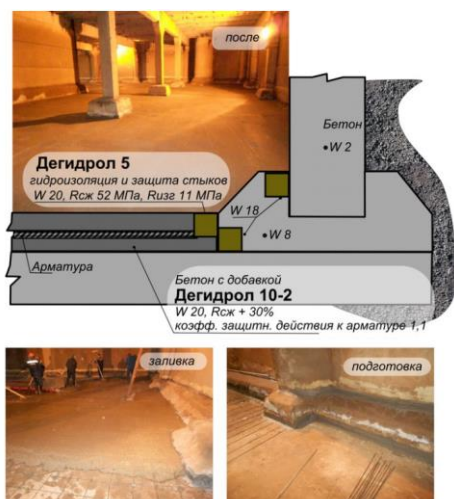 после
Бетон
W 2
Дегидрол 5
гидроизоляция и защита стыков
W 20, Rсж 52 МПа, Rизг 11 МПа
W 18
W 8
Арматура
Бетон с добавкой
Дегидрол 10-2
W 20, Rсж + 30%
коэфф. защитн. действия к арматуре 1,1
заливка
подготовка